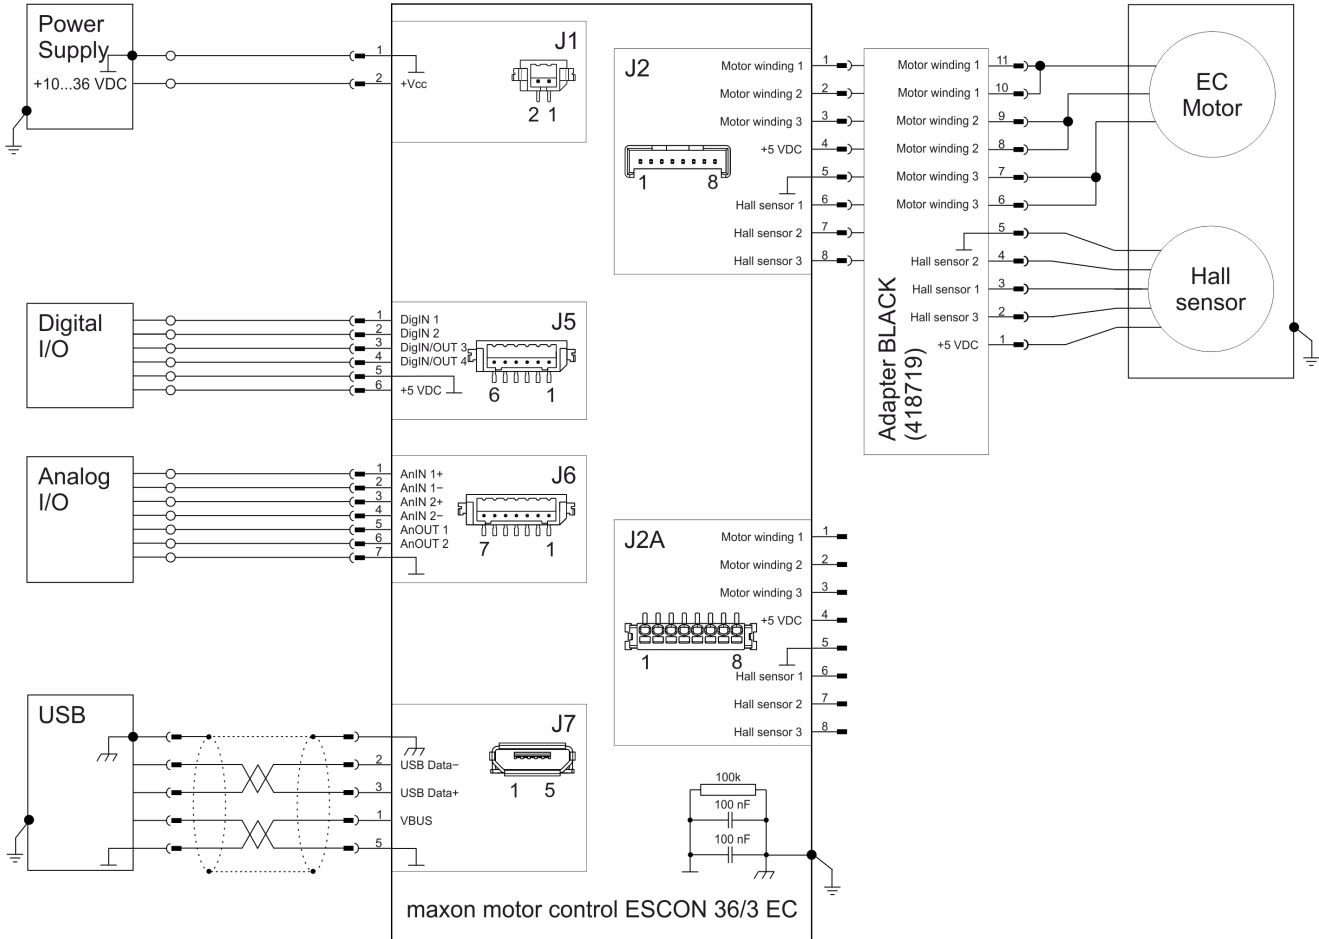 Power
Supply
+10...36 VDC
1
2
+Vcc
J1
2 1
Digital
I/O
1
2
3
4
5
6
DigIN 1
DigIN 2
DigIN/OUT 3
DigIN/OUT 4
+5 VDC
J5
6 1
Analog
I/O
1
2
3
4
5
6
7
AnIN 1+
AnIN 1−
AnIN 2+
AnIN 2−
AnOUT 1
AnOUT 2
J6
7 1
USB
2
3
1
5
USB Data−
USB Data+
VBUS
J7
1 5
J2
1 8
Motor winding 1 1
Motor winding 2 2
Motor winding 3 3
+5 VDC 4
5
Hall sensor 1 6
Hall sensor 2 7
Hall sensor 3 8
Motor winding 1 11
Motor winding 1 10
Motor winding 2 9
Motor winding 2 8
Motor winding 3 7
Motor winding 3 6
5
Hall sensor 2 4
Hall sensor 1 3
Hall sensor 3 2
+5 VDC 1
Adapter BLACK
(418719)
EC
Motor
Hall
sensor
J2A
1 8
Motor winding 1 1
Motor winding 2 2
Motor winding 3 3
+5 VDC 4
5
Hall sensor 1 6
Hall sensor 2 7
Hall sensor 3 8
100k
100 nF
100 nF
maxon motor control ESCON 36/3 EC